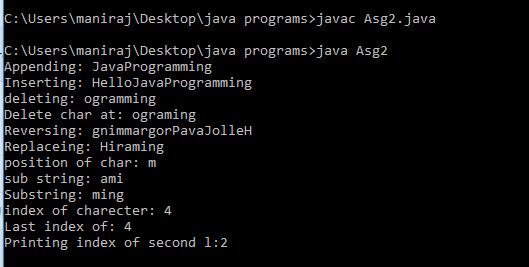 C:\Users\maniraj\Desktop\java programs>javac Asg2.java
C:\Users\maniraj\Desktop\java programs>java Asg2
Appending: JavaProgramming
Inserting: HelloJavaProgramming
deleting: ogramming
Delete char at: ograming
Reversing: gnimmargorPavaJolleH
Replaceing: Hiraming
position of char: m
sub string: ami
Substring: ming
index of charecter: 4
Last index of: 4
Printing index of second l:2